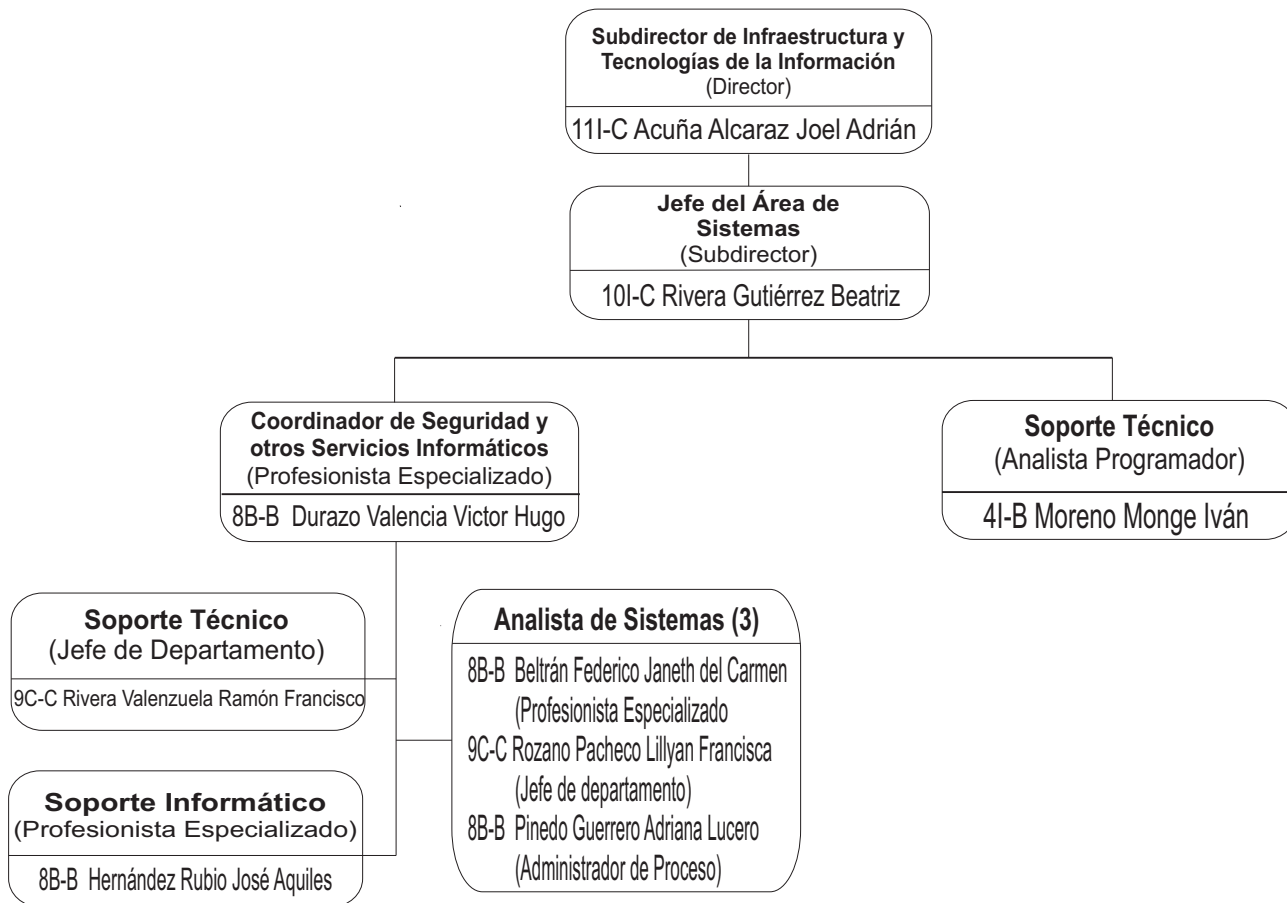 Subdirector de Infraestructura y
Tecnologías de la Información
(Director)
11I-C Acuña Alcaraz Joel Adrián
Jefe del Área de
Sistemas
(Subdirector)
10I-C Rivera Gutiérrez Beatriz
Coordinador de Seguridad y
otros Servicios Informáticos
(Profesionista Especializado)
8B-B Durazo Valencia Victor Hugo
Soporte Técnico
(Analista Programador)
4I-B Moreno Monge Iván
Soporte Técnico
(Jefe de Departamento)
9C-C Rivera Valenzuela Ramón Francisco
Analista de Sistemas (3)
8B-B Beltrán Federico Janeth del Carmen
(Profesionista Especializado
9C-C Rozano Pacheco Lillyan Francisca
(Jefe de departamento)
8B-B Pinedo Guerrero Adriana Lucero
(Administrador de Proceso)
Soporte Informático
(Profesionista Especializado)
8B-B Hernández Rubio José Aquiles